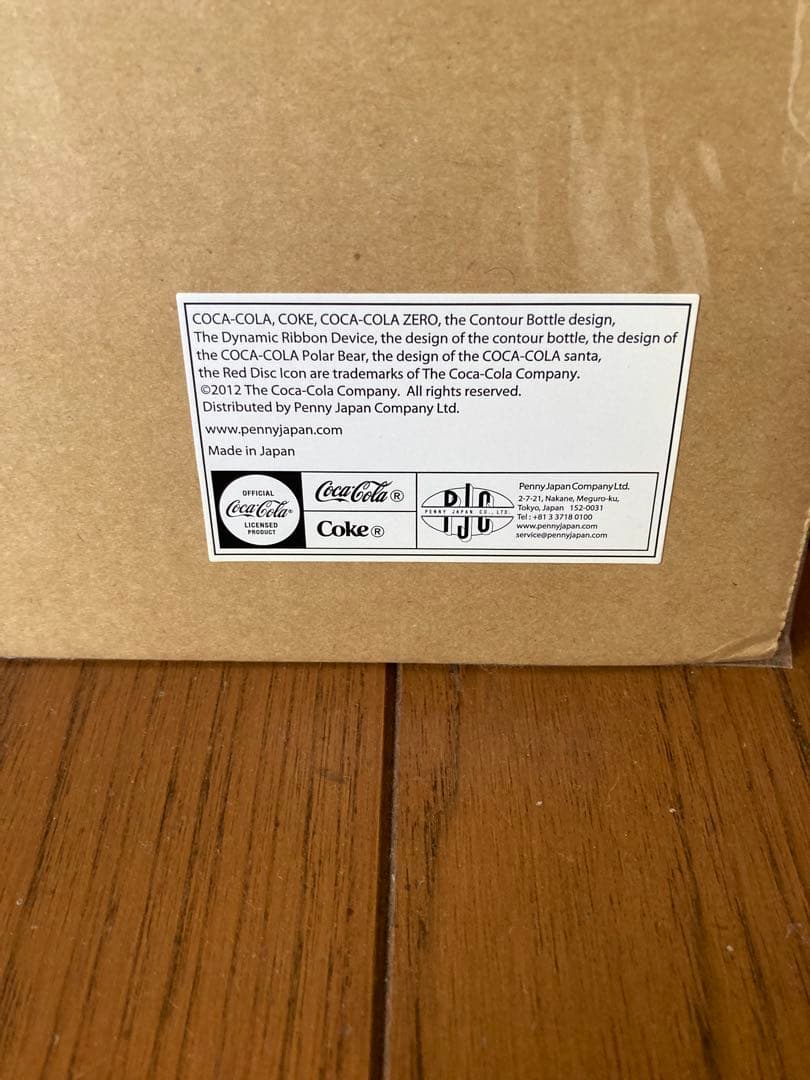 COCA-COLA, COKE, COCA-COLA ZERO, the Contour Bottle design,
The Dynamic Ribbon Device, the design of the contour bottle, the design of
the COCA-COLA Polar Bear, the design of the COCA-COLA santa,
the Red Disc Icon are trademarks of The Coca-Cola Company.
©2012 The Coca-Cola Company. All rights reserved.
Distributed by Penny Japan Company Ltd.
www.pennyjapan.com
Made in Japan
OFFICIAL
Coca-Cola®
LICENSED
PRODUCT
Coca-Cola®
Coke®
PJC
PENNY JAPAN CO., LTD.
Penny Japan Company Ltd.
2-7-21, Nakane, Meguro-ku,
Tokyo, Japan 152-0031
Tel : +81 3 3718 0100
www.pennyjapan.com
service@pennyjapan.com